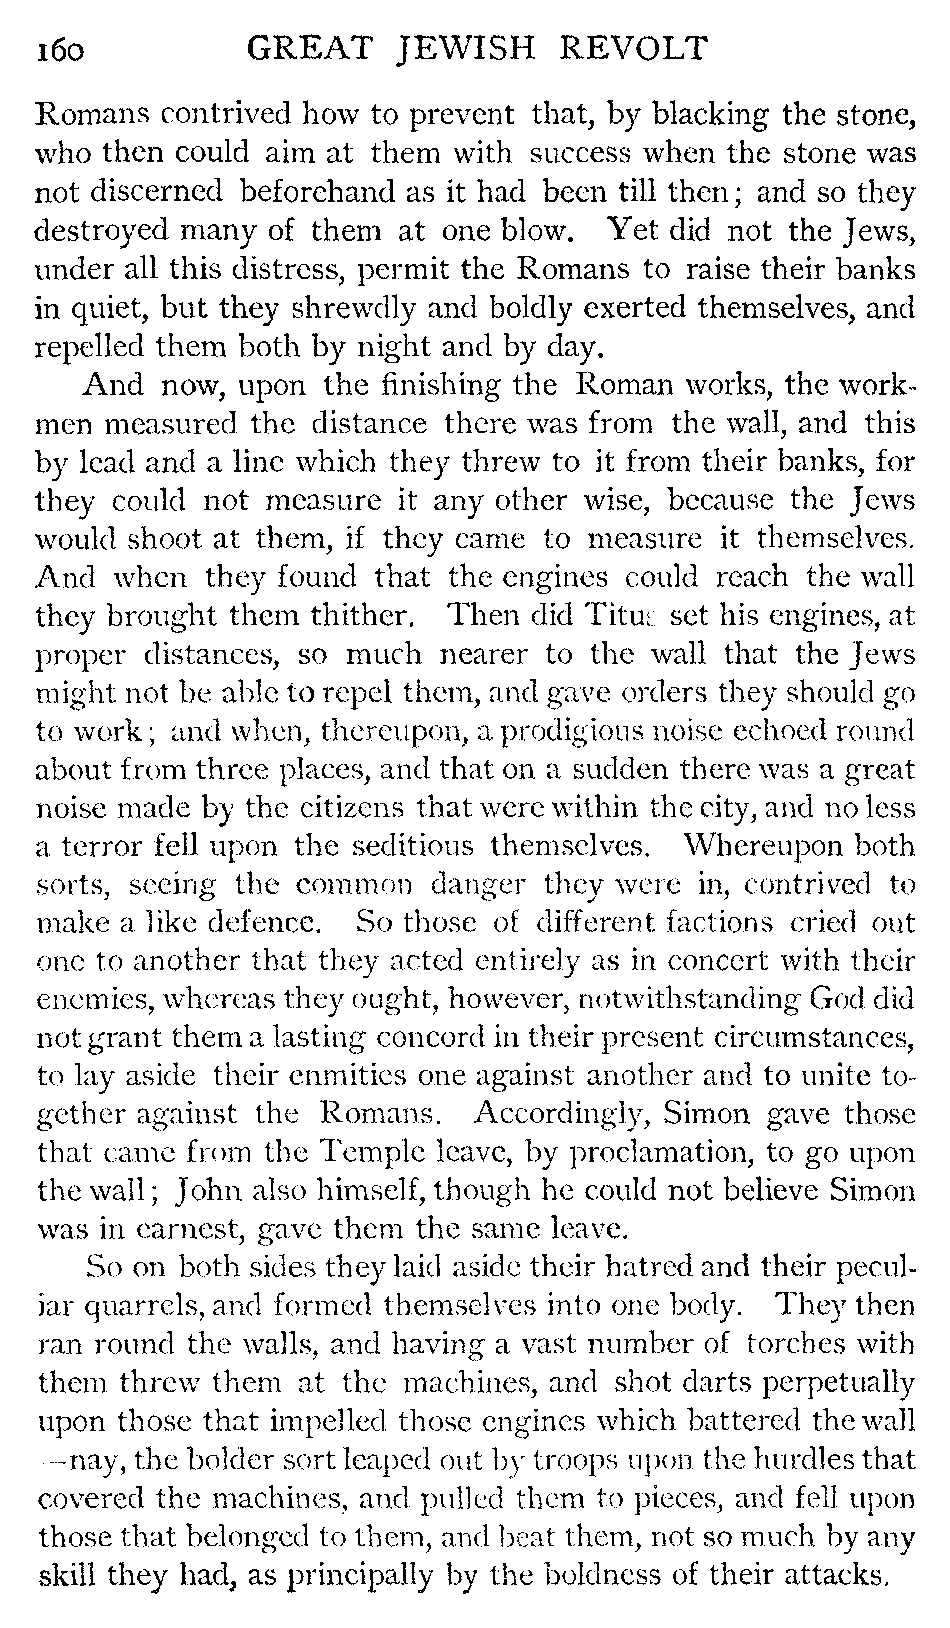 160 GREAT JEWISH REVOLT
Romans contrived how to prevent that, by blacking the stone,
who then could aim at them with success when the stone was
not discerned beforehand as it had been till then; and so they
destroyed many of them at one blow. Yet did not the Jews,
under all this distress, permit the Romans to raise their banks
in quiet, but they shrewdly and boldly exerted themselves, and
repelled them both by night and by day.
And now, upon the finishing the Roman works, the work-
men measured the distance there was from the wall, and this
by lead and a line which they threw to it from their banks, for
they could not measure it any other wise, because the Jews
would shoot at them, if they came to measure it themselves.
And when they found that the engines could reach the wall
they brought them thither. Then did Titus set his engines, at
proper distances, so much nearer to the wall that the Jews
might not be able to repel them, and gave orders they should go
to work; and when, thereupon, a prodigious noise echoed round
about from three places, and that on a sudden there was a great
noise made by the citizens that were within the city, and no less
a terror fell upon the seditious themselves. Whereupon both
sorts, seeing the common danger they were in, contrived to
make a like defence. So those of different factions cried out
one to another that they acted entirely as in concert with their
enemies, whereas they ought, however, notwithstanding God did
not grant them a lasting concord in their present circumstances,
to lay aside their enmities one against another and to unite to-
gether against the Romans. Accordingly, Simon gave those
that came from the Temple leave, by proclamation, to go upon
the wall; John also himself, though he could not believe Simon
was in earnest, gave them the same leave.
So on both sides they laid aside their hatred and their pecul-
iar quarrels, and formed themselves into one body. They then
ran round the walls, and having a vast number of torches with
them threw them at the machines, and shot darts perpetually
upon those that impelled those engines which battered the wall
—nay, the bolder sort leaped out by troops upon the hurdles that
covered the machines, and pulled them to pieces, and fell upon
those that belonged to them, and beat them, not so much by any
skill they had, as principally by the boldness of their attacks.